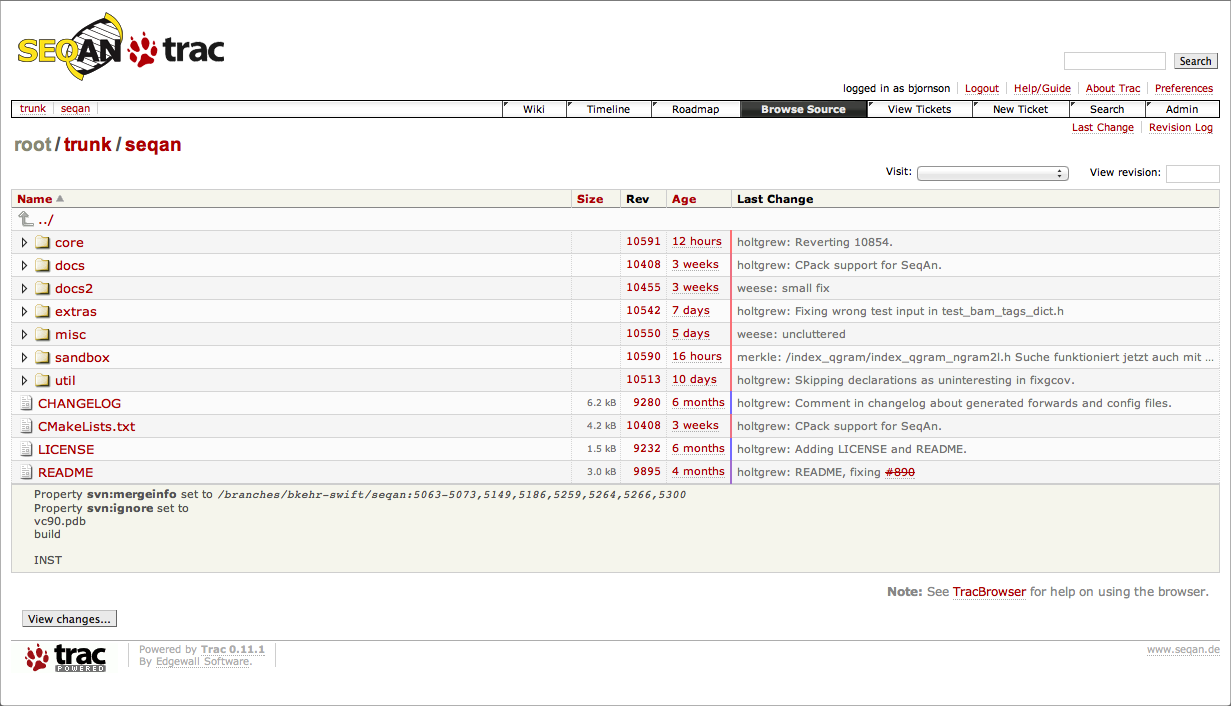 SEQAN trac
Search
logged in as bjornson Logout Help/Guide About Trac Preferences
trunk seqan Wiki Timeline Roadmap Browse Source View Tickets New Ticket Search Admin
Last Change Revision Log
root / trunk / seqan
Visit: View revision:
Name Size Rev Age Last Change
../
core 10591 12 hours holtgrew: Reverting 10854.
docs 10408 3 weeks holtgrew: CPack support for SeqAn.
docs2 10455 3 weeks weese: small fix
extras 10542 7 days holtgrew: Fixing wrong test input in test_bam_tags_dict.h
misc 10550 5 days weese: uncluttered
sandbox 10590 16 hours merkle: /index_qgram/index_qgram_ngram2l.h Suche funktioniert jetzt auch mit …
util 10513 10 days holtgrew: Skipping declarations as uninteresting in fixgcov.
CHANGELOG 6.2 kB 9280 6 months holtgrew: Comment in changelog about generated forwards and config files.
CMakeLists.txt 4.2 kB 10408 3 weeks holtgrew: CPack support for SeqAn.
LICENSE 1.5 kB 9232 6 months holtgrew: Adding LICENSE and README.
README 3.0 kB 9895 4 months holtgrew: README, fixing #890
Property svn:mergeinfo set to /branches/bkehr-swift/seqan:5063-5073,5149,5186,5259,5264,5266,5300
Property svn:ignore set to
vc90.pdb
build
INST
Note: See TracBrowser for help on using the browser.
View changes...
trac POWERED
Powered by Trac 0.11.1
By Edgewall Software.
www.seqan.de